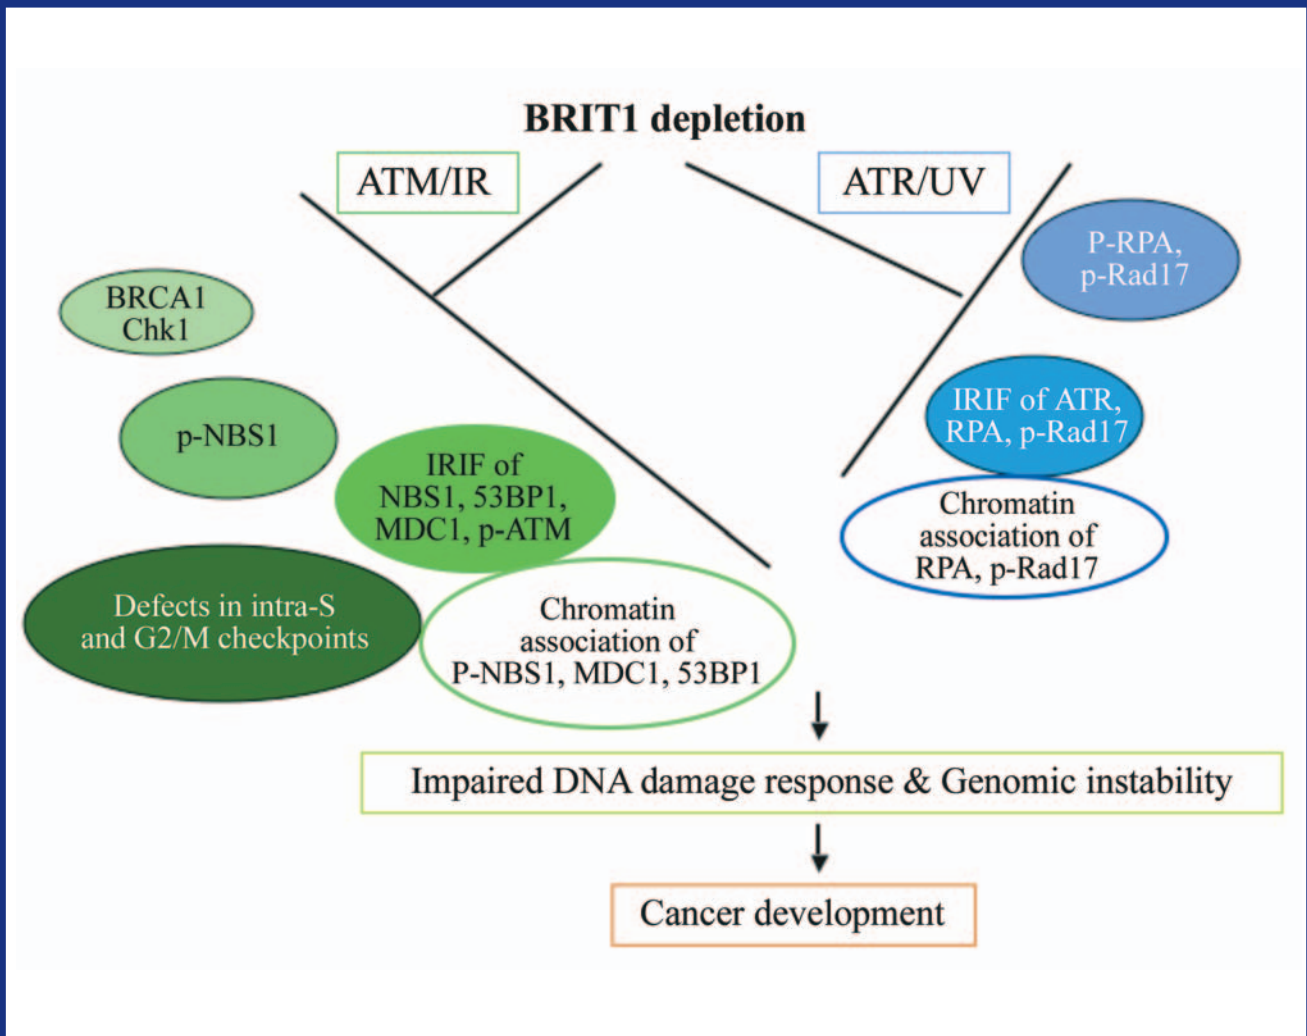 BRIT1 depletion
ATM/IR
ATR/UV
P-RPA,
p-Rad17
BRCA1
Chk1
IRIF of ATR,
RPA, p-Rad17
p-NBS1
IRIF of
NBS1, 53BP1,
MDC1, p-ATM
Chromatin
association of
RPA, p-Rad17
Defects in intra-S
and G2/M checkpoints
Chromatin
association of
P-NBS1, MDC1, 53BP1
Impaired DNA damage response & Genomic instability
Cancer development